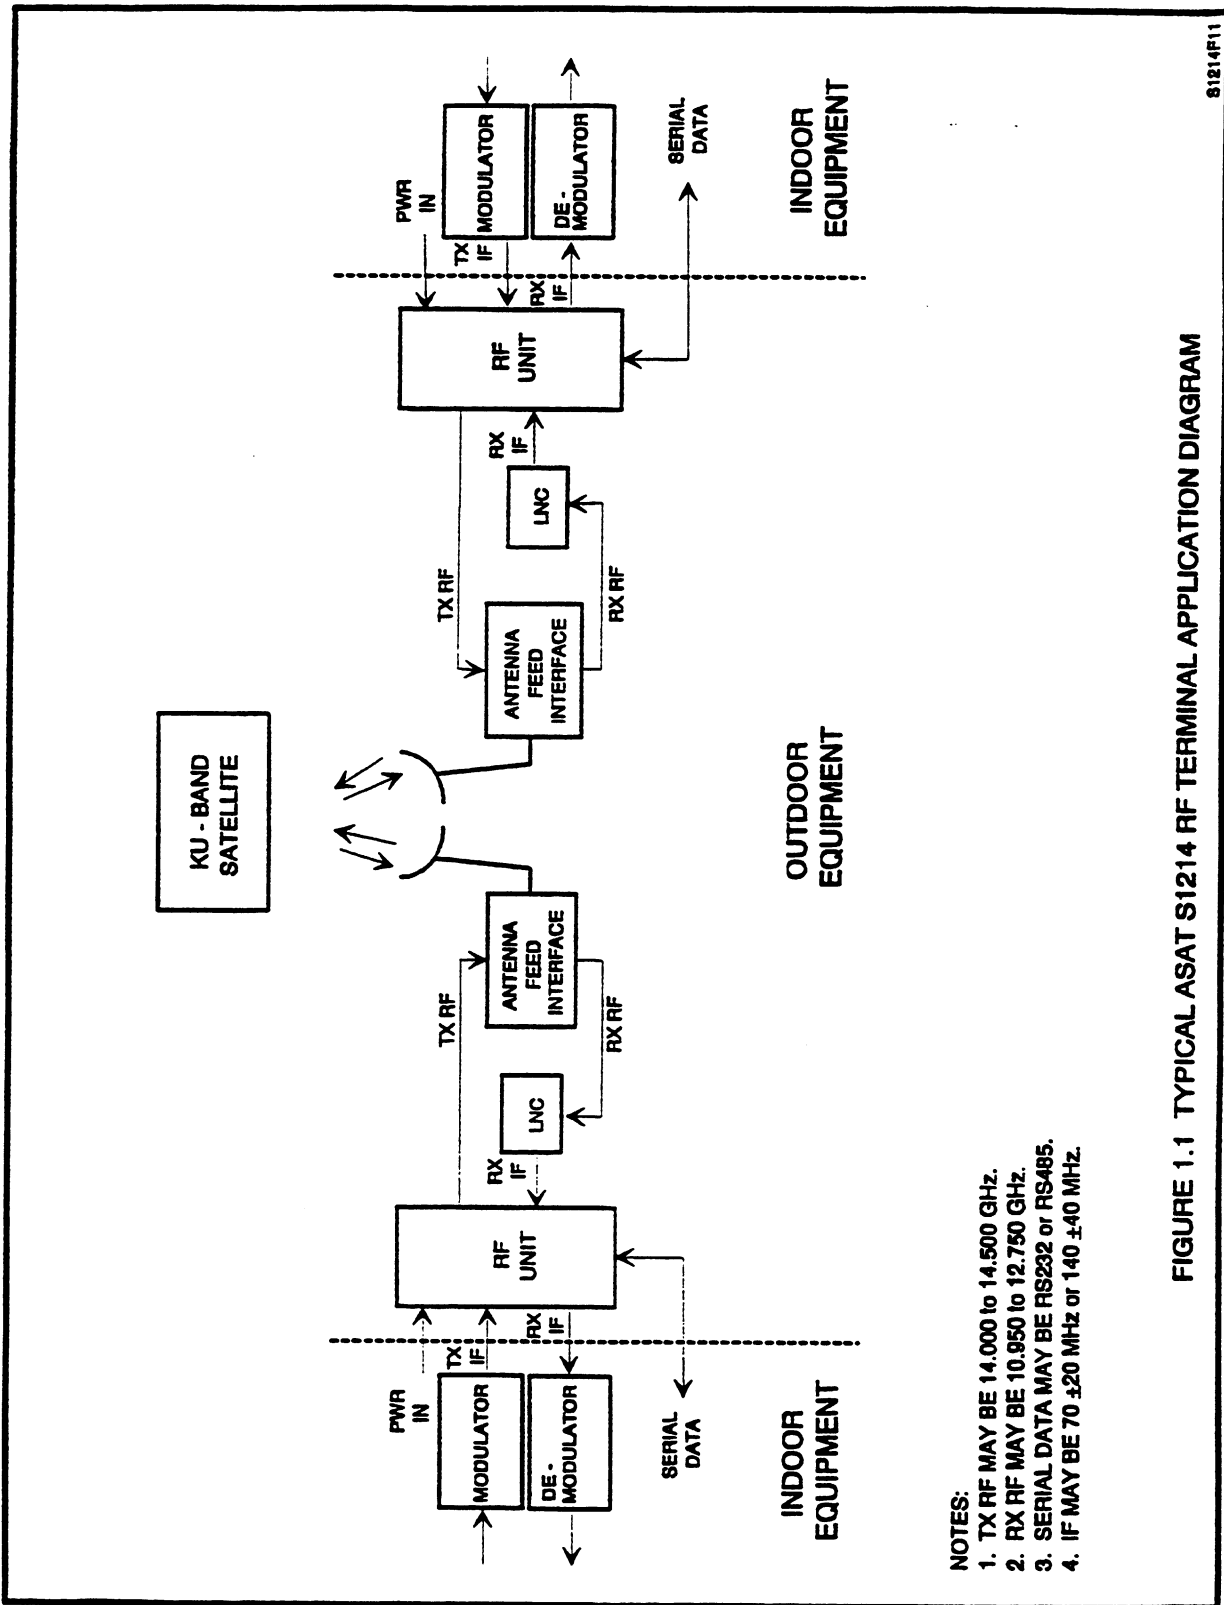 KU - BAND
SATELLITE
PWR
IN
MODULATOR
TX
IF
DE -
MODULATOR
RX
IF
RF
UNIT
SERIAL
DATA
RX
IF
LNC
TX RF
RX RF
ANTENNA
FEED
INTERFACE
ANTENNA
FEED
INTERFACE
TX RF
RX RF
LNC
RX
IF
RF
UNIT
PWR
IN
TX
IF
MODULATOR
RX
IF
DE -
MODULATOR
SERIAL
DATA
INDOOR
EQUIPMENT
OUTDOOR
EQUIPMENT
INDOOR
EQUIPMENT
NOTES:
1. TX RF MAY BE 14.000 to 14.500 GHz.
2. RX RF MAY BE 10.950 to 12.750 GHz.
3. SERIAL DATA MAY BE RS232 or RS485.
4. IF MAY BE 70 ±20 MHz or 140 ±40 MHz.
FIGURE 1.1 TYPICAL ASAT S1214 RF TERMINAL APPLICATION DIAGRAM
S1214F11